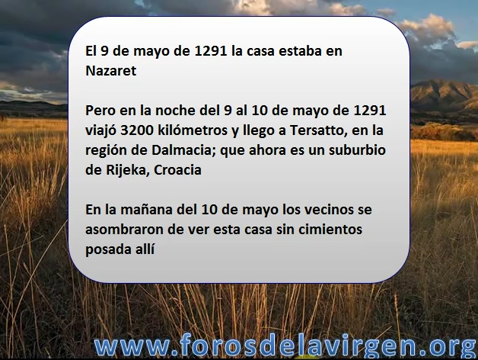 El 9 de mayo de 1291 la casa estaba en
Nazaret
Pero en la noche del 9 al 10 de mayo de 1291
viajó 3200 kilómetros y llego a Tersatto, en la
región de Dalmacia; que ahora es un suburbio
de Rijeka, Croacia
En la mañana del 10 de mayo los vecinos se
asombraron de ver esta casa sin cimientos
posada allí
www.forosdelavirgen.org